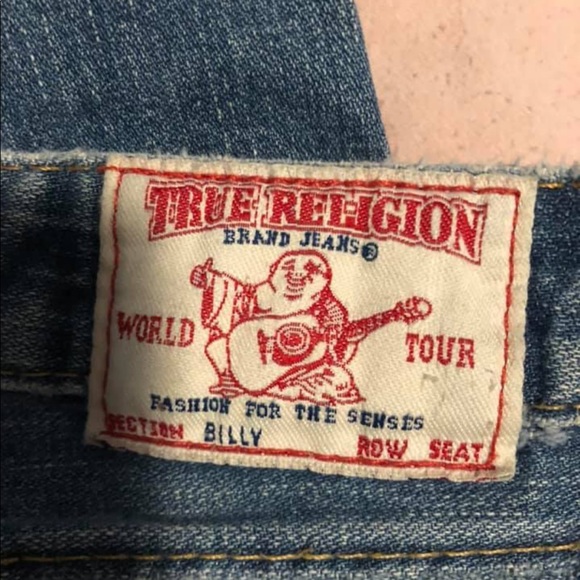 TRUE RELIGION
BRAND JEANS®
WORLD TOUR
FASHION FOR THE SENSES
SECTION BILLY ROW SEAT